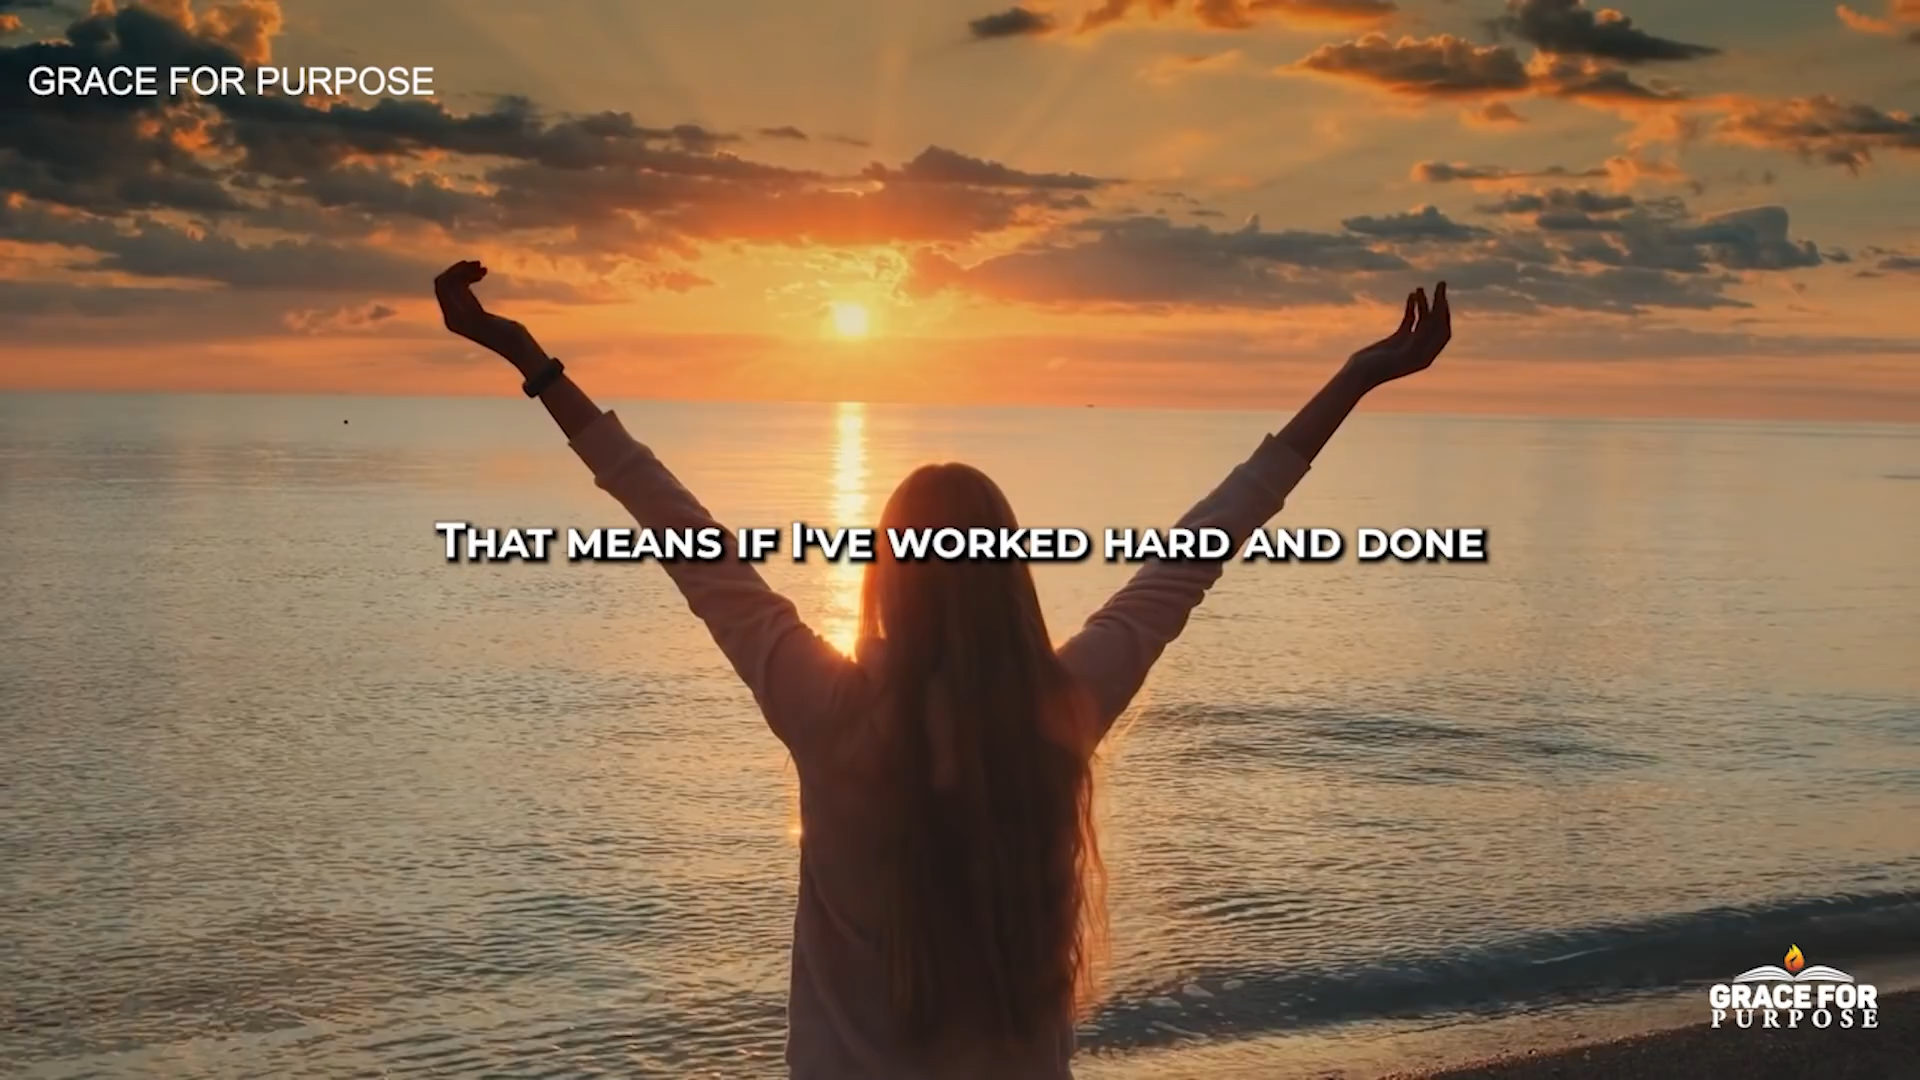 GRACE FOR PURPOSE
THAT MEANS IF I'VE WORKED HARD AND DONE
GRACE FOR
PURPOSE